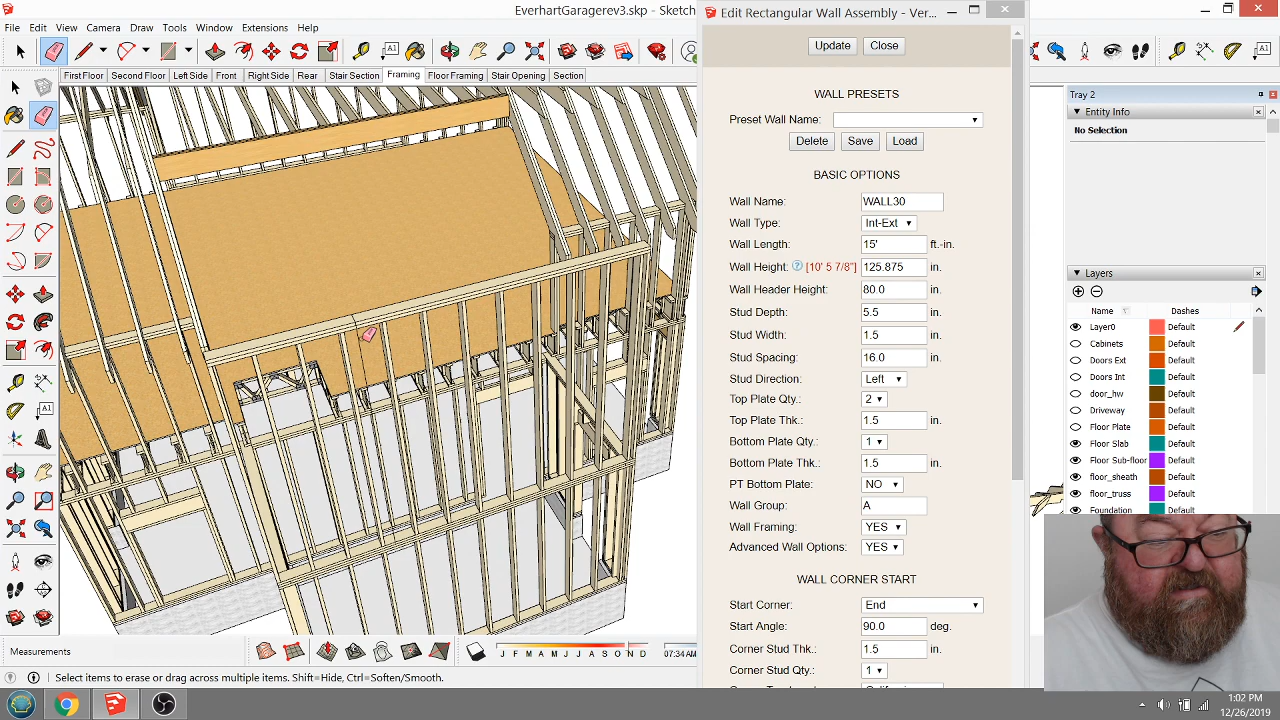 EverhartGaragerev3.skp - Sketch
File Edit View Camera Draw Tools Window Extensions Help
First Floor Second Floor Left Side Front Right Side Rear Stair Section Framing Floor Framing Stair Opening Section
Edit Rectangular Wall Assembly - Ver...
Update Close
WALL PRESETS
Preset Wall Name:
Delete Save Load
BASIC OPTIONS
Wall Name: WALL30
Wall Type: Int-Ext
Wall Length: 15' ft.-in.
Wall Height: [10' 5 7/8"] 125.875 in.
Wall Header Height: 80.0 in.
Stud Depth: 5.5 in.
Stud Width: 1.5 in.
Stud Spacing: 16.0 in.
Stud Direction: Left
Top Plate Qty.: 2
Top Plate Thk.: 1.5 in.
Bottom Plate Qty.: 1
Bottom Plate Thk.: 1.5 in.
PT Bottom Plate: NO
Wall Group: A
Wall Framing: YES
Advanced Wall Options: YES
WALL CORNER START
Start Corner: End
Start Angle: 90.0 deg.
Corner Stud Thk.: 1.5 in.
Corner Stud Qty.: 1
Tray 2
Entity Info
No Selection
Layers
Name Dashes
Layer0 Default
Cabinets Default
Doors Ext Default
Doors Int Default
door_hw Default
Driveway Default
Floor Plate Default
Floor Slab Default
Floor Sub-floor Default
floor_sheath Default
floor_truss Default
Foundation Default
Measurements
J F M A M J J A S O N D 07:34 AM
Select items to erase or drag across multiple items. Shift=Hide, Ctrl=Soften/Smooth.
1:02 PM
12/26/2019